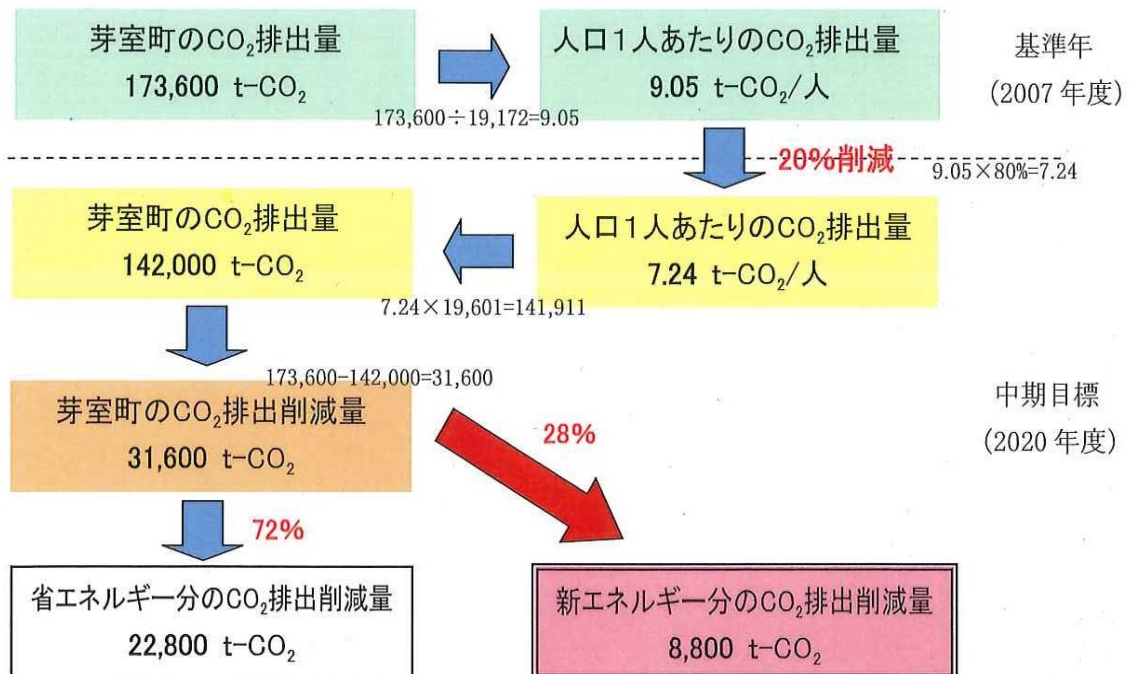 芽室町のCO₂排出量
173,600 t-CO₂
人口1人あたりのCO₂排出量
9.05 t-CO₂/人
基準年
(2007年度)
173,600÷19,172=9.05
20%削減
9.05×80%=7.24
芽室町のCO₂排出量
142,000 t-CO₂
人口1人あたりのCO₂排出量
7.24 t-CO₂/人
7.24×19,601=141,911
173,600-142,000=31,600
芽室町のCO₂排出削減量
31,600 t-CO₂
28%
中期目標
(2020年度)
72%
省エネルギー分のCO₂排出削減量
22,800 t-CO₂
新エネルギー分のCO₂排出削減量
8,800 t-CO₂